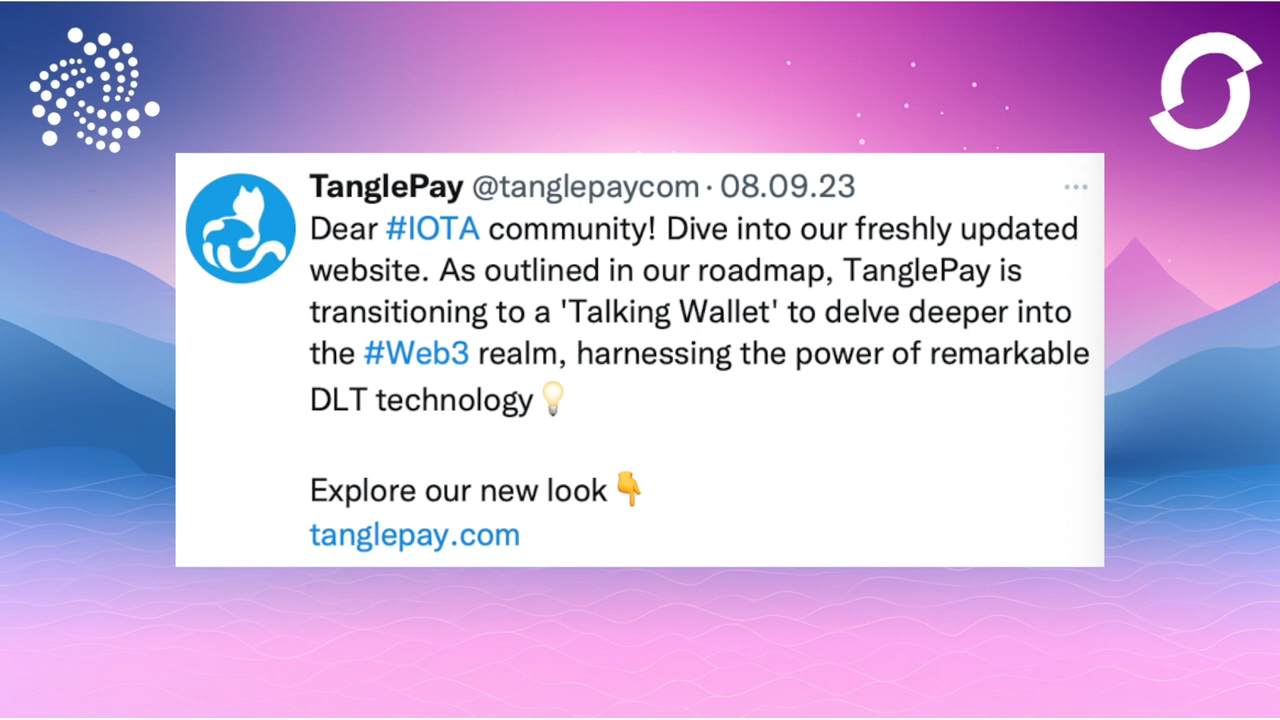 TanglePay @tanglepaycom · 08.09.23
Dear #IOTA community! Dive into our freshly updated
website. As outlined in our roadmap, TanglePay is
transitioning to a 'Talking Wallet' to delve deeper into
the #Web3 realm, harnessing the power of remarkable
DLT technology💡
Explore our new look👇
tanglepay.com